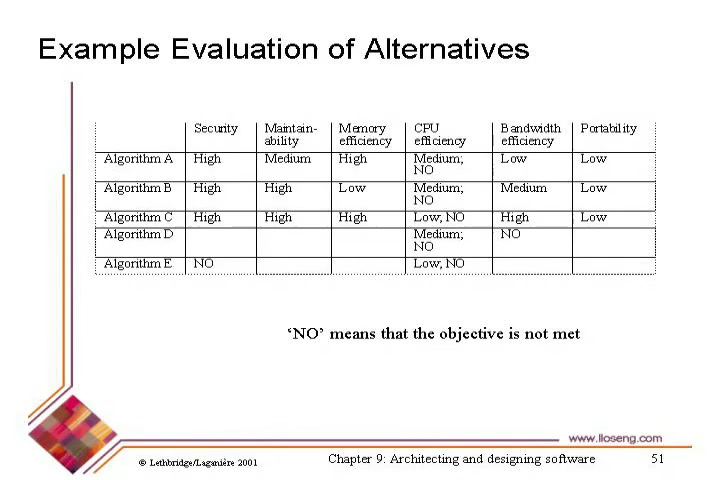 Example Evaluation of Alternatives
Security Maintain- Memory CPU Bandwidth Portability
ability efficiency efficiency efficiency
Algorithm A High Medium High Medium; Low Low
NO
Algorithm B High High Low Medium; Medium Low
NO
Algorithm C High High High Low; NO High Low
Algorithm D Medium; NO
NO
Algorithm E NO Low; NO
‘NO’ means that the objective is not met
www.lloseng.com
© Lethbridge/Laganière 2001 Chapter 9: Architecting and designing software 51